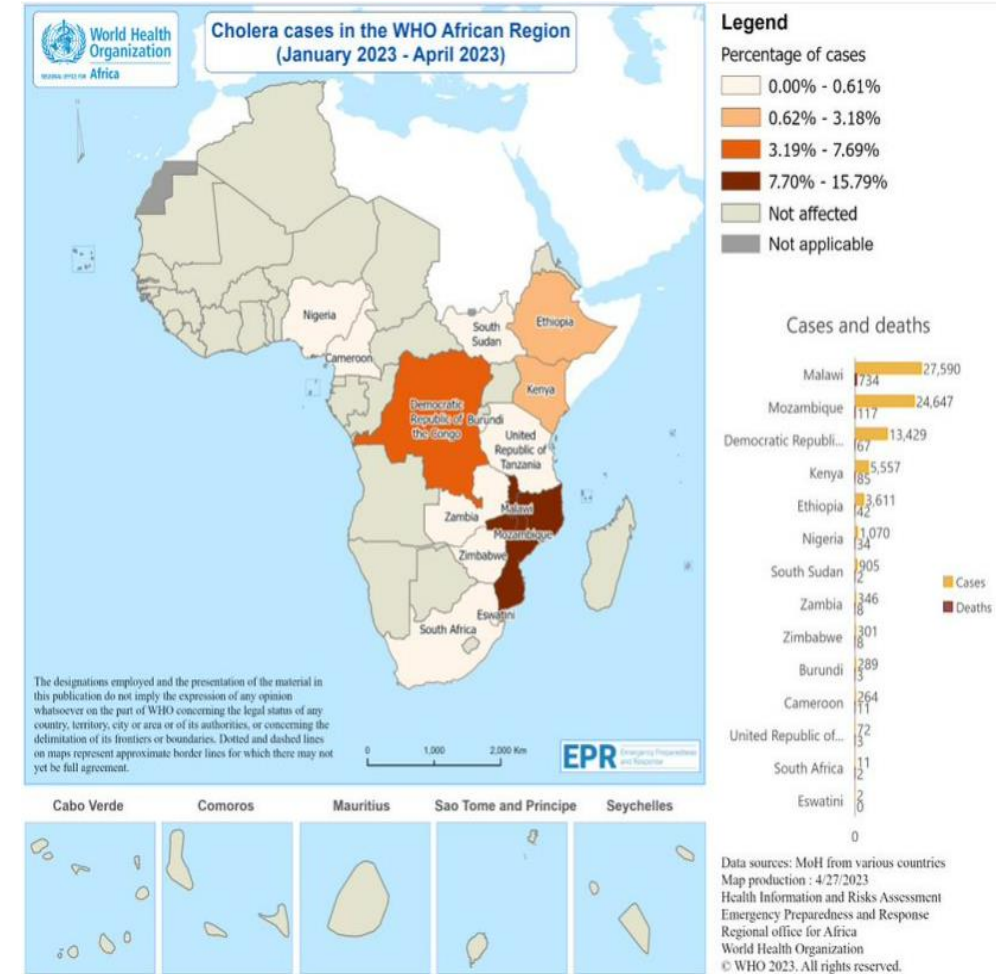 World Health
Organization
REGIONAL OFFICE FOR Africa
Cholera cases in the WHO African Region
(January 2023 - April 2023)
Nigeria
Cameroon
South
Sudan
Ethiopia
Kenya
Democratic
Republic of
the Congo
Burundi
United
Republic of
Tanzania
Zambia
Malawi
Mozambique
Zimbabwe
Eswatini
South Africa
The designations employed and the presentation of the material in
this publication do not imply the expression of any opinion
whatsoever on the part of WHO concerning the legal status of any
country, territory, city or area or of its authorities, or concerning the
delimitation of its frontiers or boundaries. Dotted and dashed lines
on maps represent approximate border lines for which there may not
yet be full agreement.
0 1,000 2,000 Km
EPR Emergency Preparedness
and Response
Cabo Verde
Comoros
Mauritius
Sao Tome and Principe
Seychelles
Legend
Percentage of cases
0.00% - 0.61%
0.62% - 3.18%
3.19% - 7.69%
7.70% - 15.79%
Not affected
Not applicable
Cases and deaths
Malawi 27,590 734
Mozambique 24,647 117
Democratic Republi... 13,429 67
Kenya 5,557 85
Ethiopia 3,611 42
Nigeria 1,070 34
South Sudan 905 2
Zambia 346 8
Zimbabwe 301 8
Burundi 289 3
Cameroon 264 11
United Republic of... 72 3
South Africa 11 2
Eswatini 2 0
0
Cases
Deaths
Data sources: MoH from various countries
Map production : 4/27/2023
Health Information and Risks Assessment
Emergency Preparedness and Response
Regional office for Africa
World Health Organization
© WHO 2023. All rights reserved.